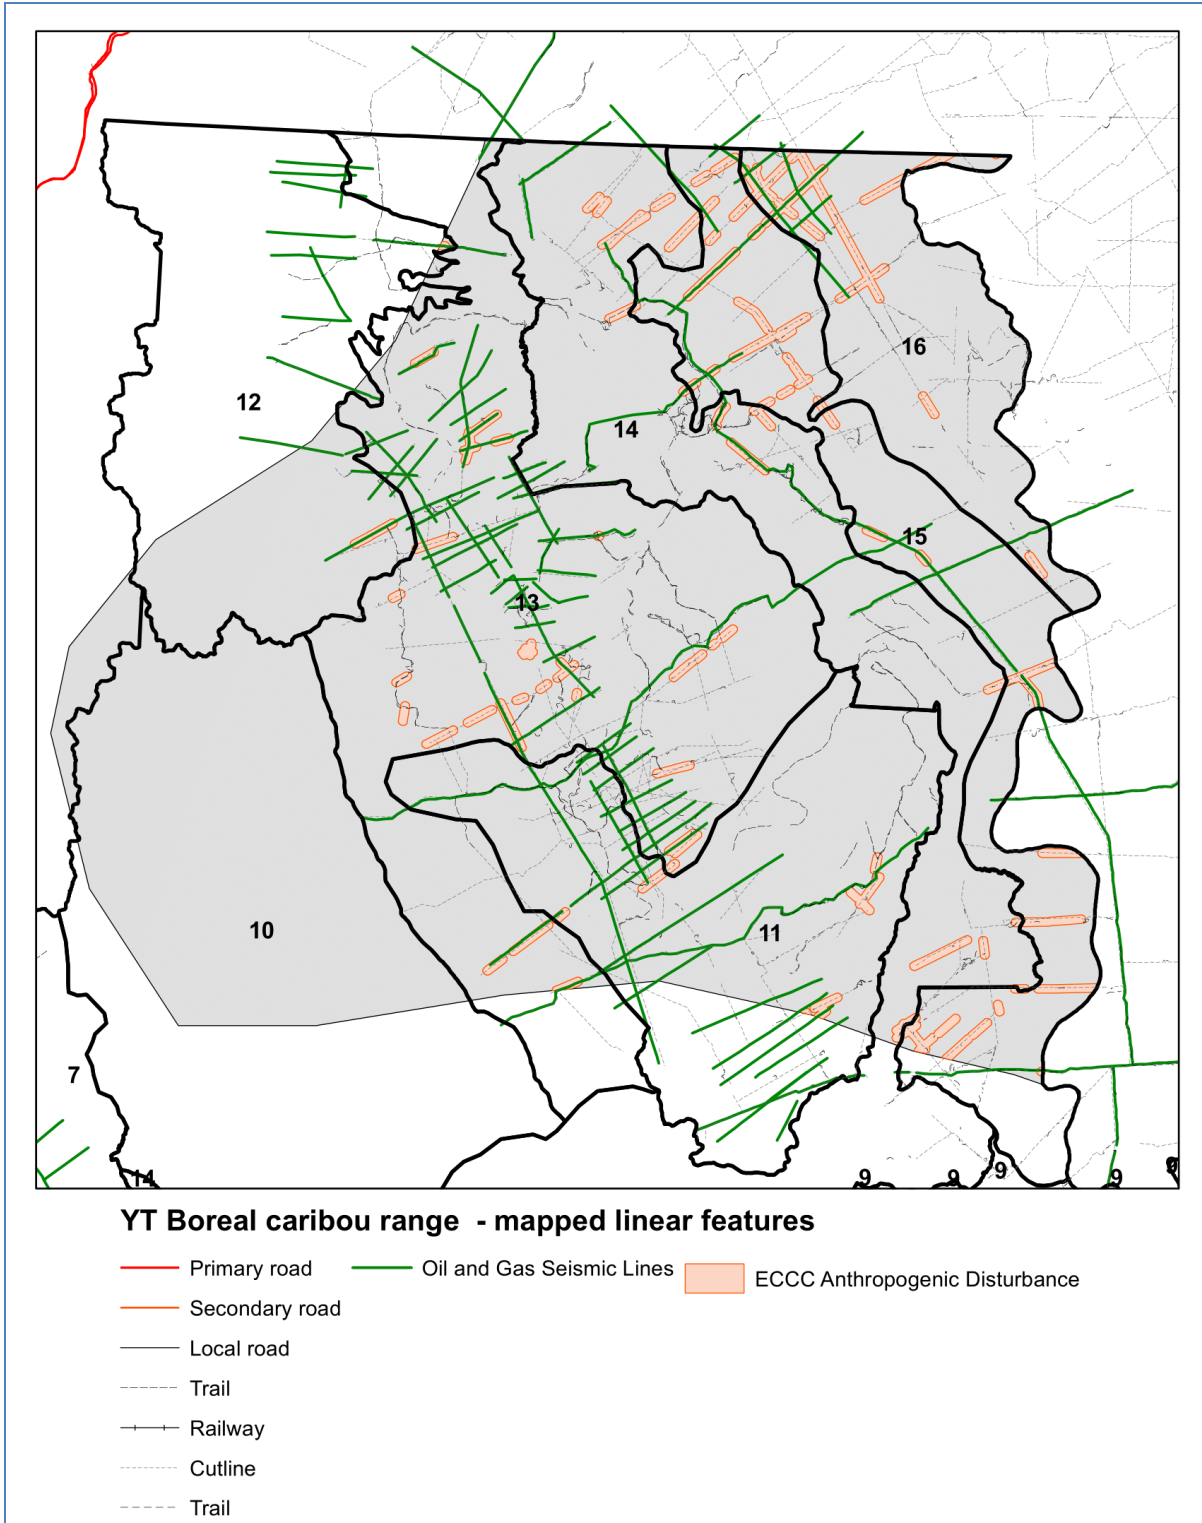 16
12
14
15
13
10
11
7
14
9
9
9
9
9
YT Boreal caribou range - mapped linear features
Primary road
Oil and Gas Seismic Lines
ECCC Anthropogenic Disturbance
Secondary road
Local road
Trail
Railway
Cutline
Trail